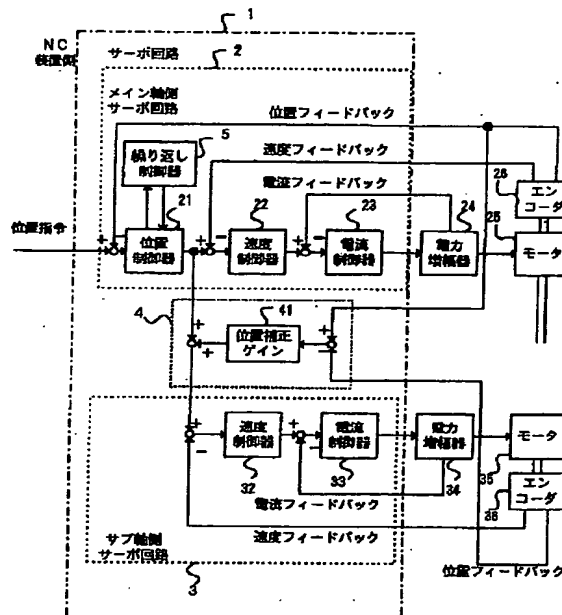 1
NC
装置側
サーボ回路
2
メイン軸側
サーボ回路
位置フィードバック
5
繰り返し
制御器
速度フィードバック
電流フィードバック
26
エン
コーダ
21
22
23
24
25
位置指令
+
-
位置
制御器
+
-
速度
制御器
+
-
電流
制御器
電力
増幅器
モータ
4
41
+
+
位置補正
ゲイン
+
-
+
-
速度
制御器
+
-
電流
制御器
電力
増幅器
モータ
32
33
34
35
エン
コーダ
36
電流フィードバック
サブ軸側
サーボ回路
速度フィードバック
位置フィードバック
3